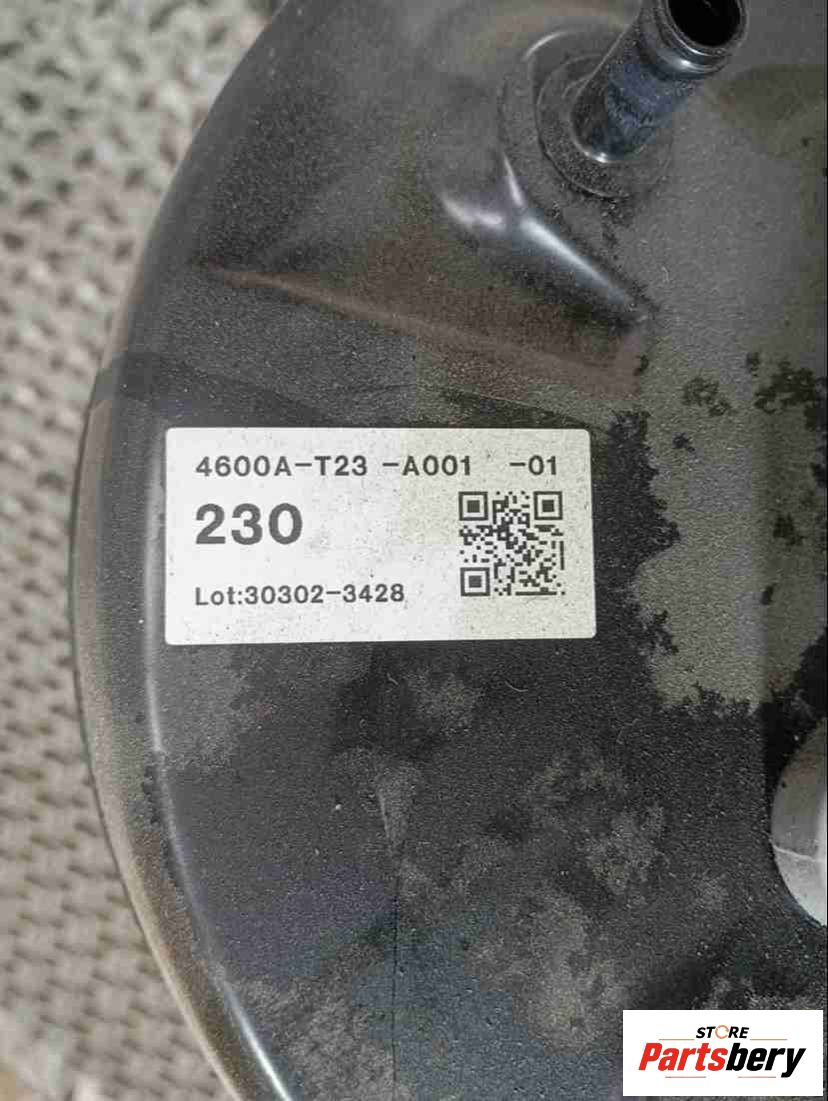 4600A-T23 -A001 -01
230
Lot:30302-3428
STORE
Partsbery